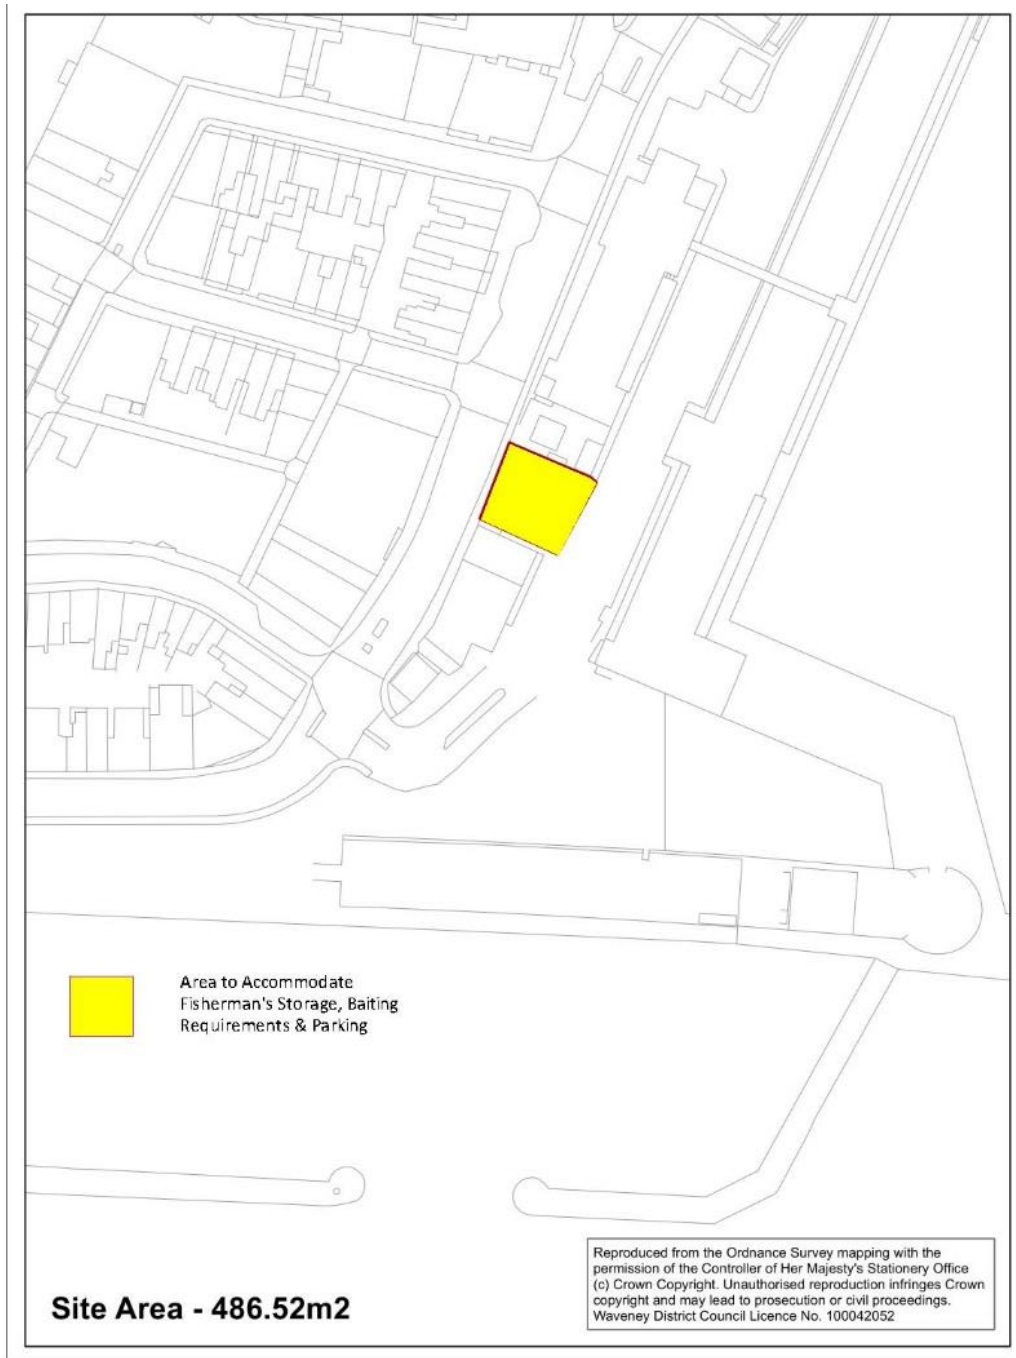 Area to Accommodate
Fisherman's Storage, Baiting
Requirements & Parking
Reproduced from the Ordnance Survey mapping with the
permission of the Controller of Her Majesty's Stationery Office
(c) Crown Copyright. Unauthorised reproduction infringes Crown
copyright and may lead to prosecution or civil proceedings.
Waveney District Council Licence No. 100042052
Site Area - 486.52m2